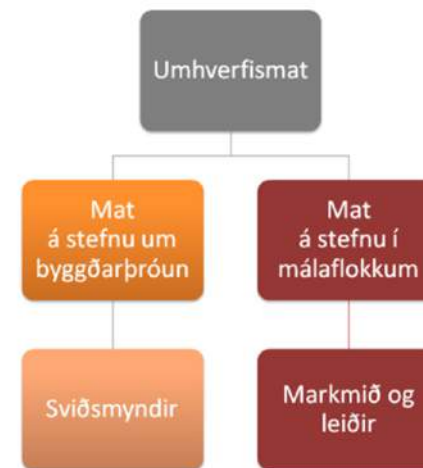 Umhverfismat
Mat
á stefnu um
byggðarþróun
Mat
á stefnu í
málaflokkum
Sviðsmyndir
Markmið og
leiðir